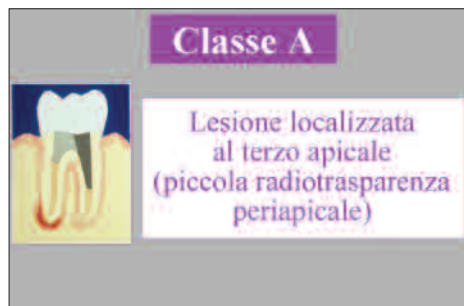 Classe A
Lesione localizzata
al terzo apicale
(piccola radiotrasparenza
periapicale)